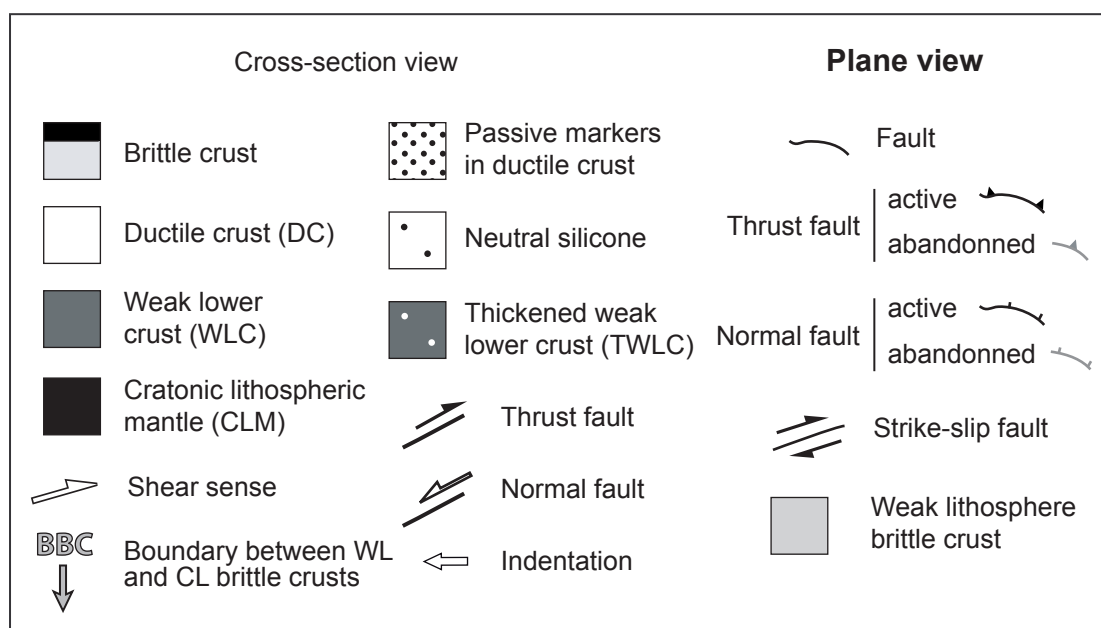 Cross-section view
Brittle crust
Ductile crust (DC)
Weak lower
crust (WLC)
Cratonic lithospheric
mantle (CLM)
Shear sense
BBC
Boundary between WL
and CL brittle crusts
Passive markers
in ductile crust
Neutral silicone
Thickened weak
lower crust (TWLC)
Thrust fault
Normal fault
Indentation
Plane view
Fault
Thrust fault
active
abandonned
Normal fault
active
abandonned
Strike-slip fault
Weak lithosphere
brittle crust